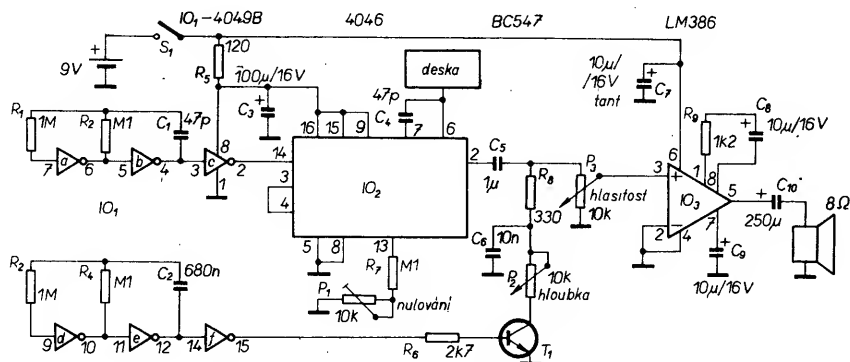 IO₁-4049B 4046 BC547 LM386
S₁
9V
+
120
R₅
100µ/16V
+
C₃
deska
10µ/
/16V
tant
+
C₇
R₁
1M
R₂
M1
C₁
47p
7
a
6
5
b
4
3
c
2
8
1
IO₁
16
15
9
47p
C₄
7
6
14
3
4
IO₂
2
5
8
13
C₅
1µ
R₈
330
P₃
hlasitost
10k
C₆
10n
P₂
10k
hloubka
R₉
1k2
+
C₈
10µ/16V
3
6
1
8
+
IO₃
5
7
2
−
4
+
C₁₀
250µ
8Ω
+
C₉
10µ/16V
R₇
M1
P₁
10k
nulování
R₂
1M
R₄
M1
C₂
680n
9
d
10
11
e
12
14
f
15
R₆
2k7
T₁